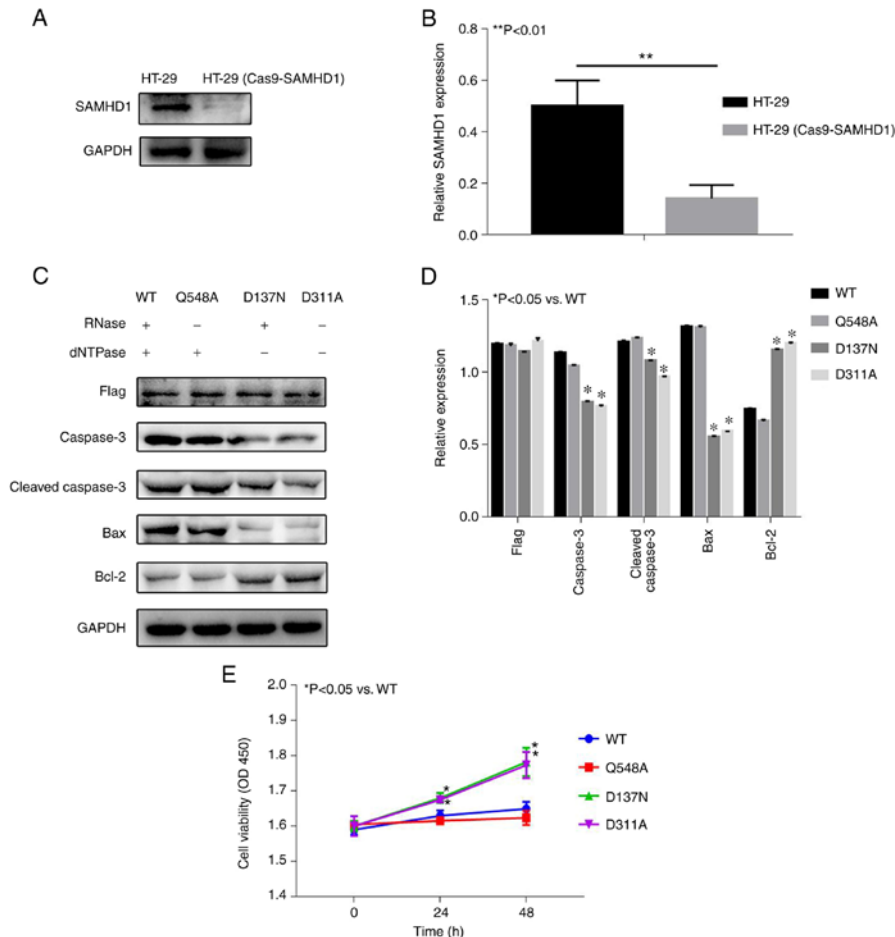 A
HT-29 HT-29 (Cas9-SAMHD1)
SAMHD1
GAPDH
B
**P<0.01
**
Relative SAMHD1 expression
0.8
0.6
0.4
0.2
0.0
HT-29
HT-29 (Cas9-SAMHD1)
C
WT Q548A D137N D311A
RNase + − + −
dNTPase + + − −
Flag
Caspase-3
Cleaved caspase-3
Bax
Bcl-2
GAPDH
D
*P<0.05 vs. WT
Relative expression
1.5
1.0
0.5
0.0
* * * * * * * *
Flag
Caspase-3
Cleaved
caspase-3
Bax
Bcl-2
WT
Q548A
D137N
D311A
E
*P<0.05 vs. WT
Cell viability (OD 450)
2.0
1.9
1.8
1.7
1.6
1.5
1.4
*
*
*
*
0 24 48
Time (h)
WT
Q548A
D137N
D311A